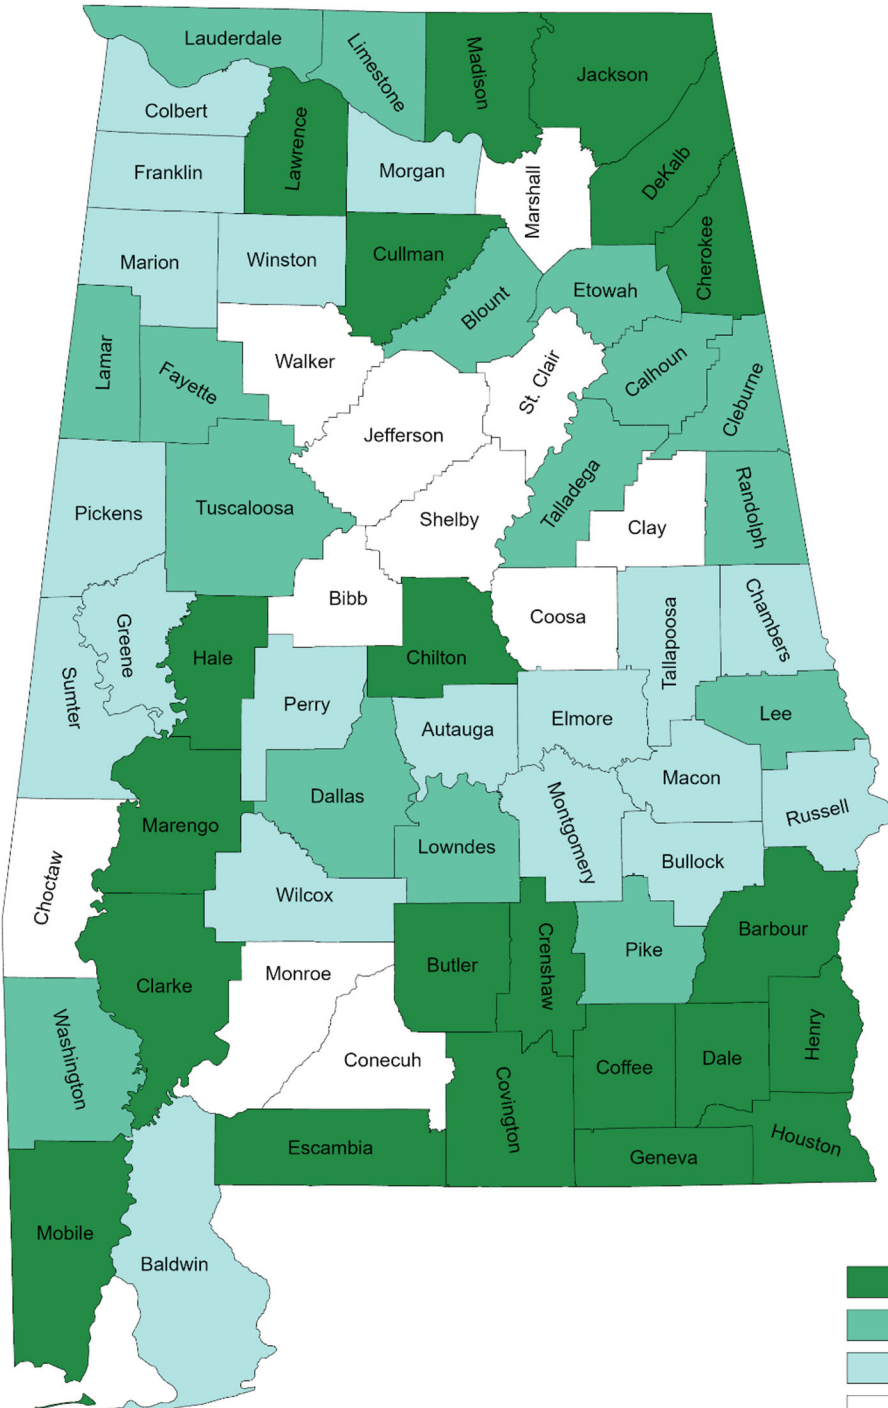 Lauderdale
Limestone
Madison
Jackson
Colbert
Lawrence
Franklin
Morgan
Marshall
DeKalb
Cherokee
Marion
Winston
Cullman
Blount
Etowah
Lamar
Fayette
Walker
Jefferson
St. Clair
Calhoun
Cleburne
Pickens
Tuscaloosa
Shelby
Talladega
Clay
Randolph
Bibb
Coosa
Tallapoosa
Chambers
Sumter
Greene
Hale
Perry
Chilton
Autauga
Elmore
Lee
Macon
Russell
Marengo
Dallas
Lowndes
Montgomery
Bullock
Choctaw
Wilcox
Clarke
Monroe
Butler
Crenshaw
Pike
Barbour
Washington
Conecuh
Covington
Coffee
Dale
Henry
Escambia
Geneva
Houston
Mobile
Baldwin